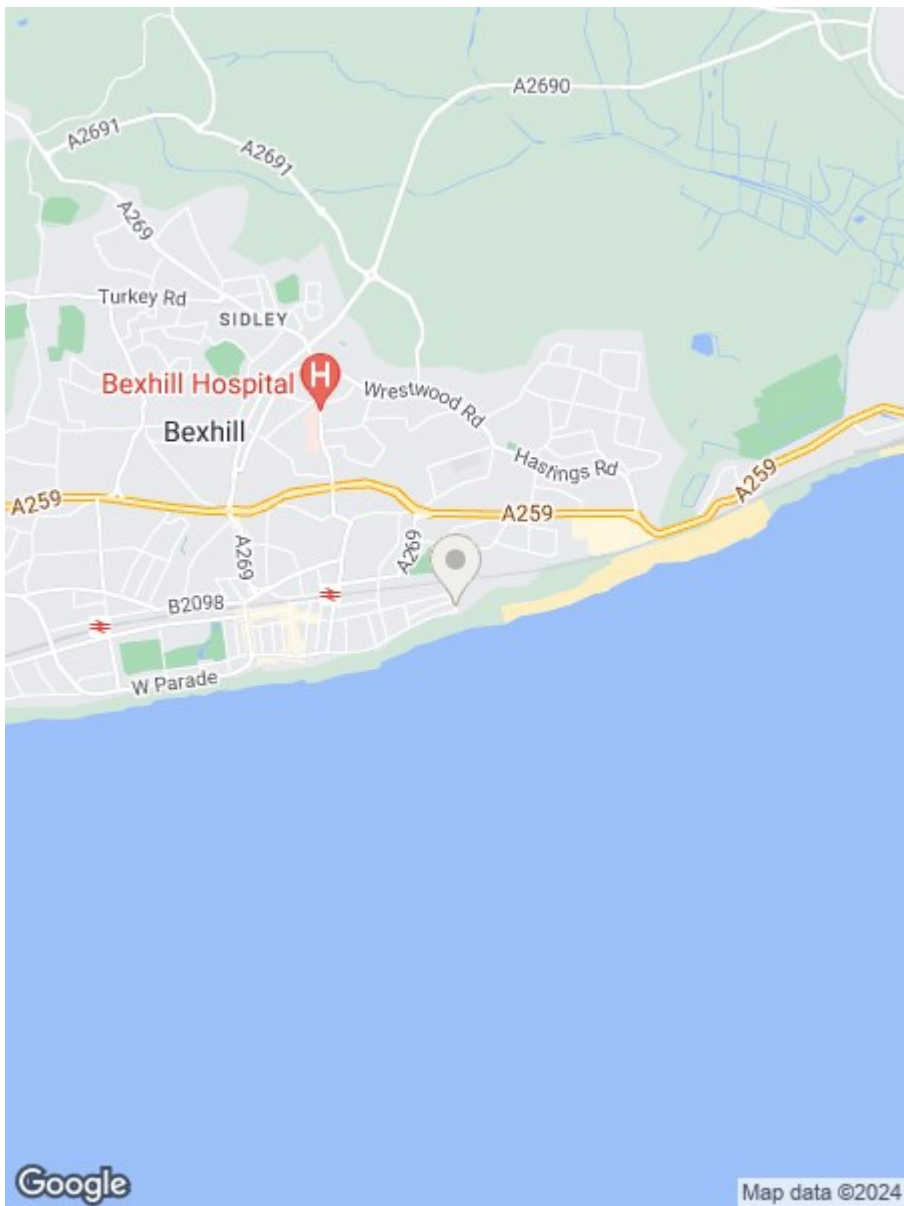 A2690
A2691
A2691
A269
Turkey Rd
SIDLEY
Bexhill Hospital
H
Wrestwood Rd
Bexhill
Hastings Rd
A259
A259
A259
A269
A269
B2098
W Parade
Google
Map data ©2024